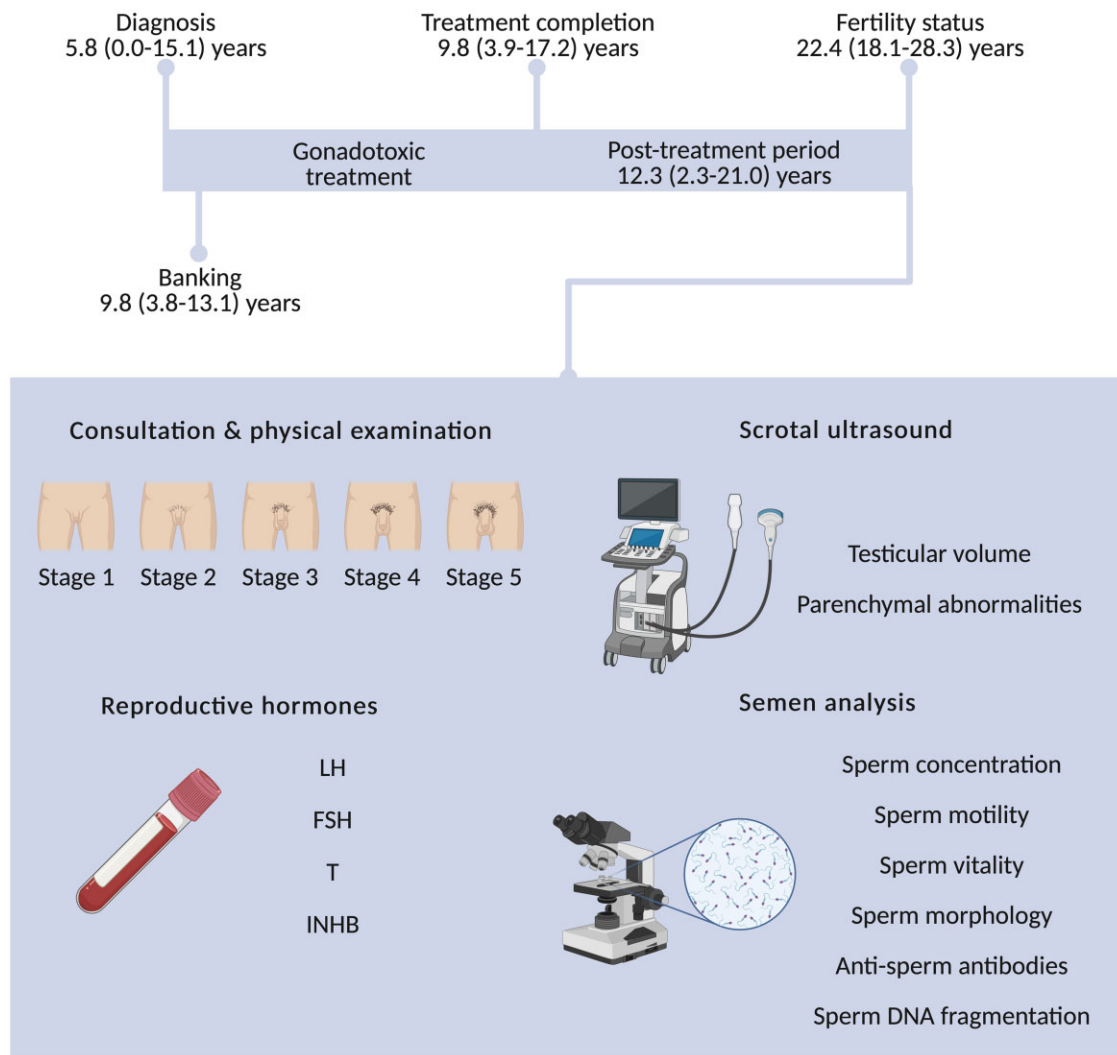 Diagnosis
5.8 (0.0-15.1) years
Treatment completion
9.8 (3.9-17.2) years
Fertility status
22.4 (18.1-28.3) years
Gonadotoxic
treatment
Post-treatment period
12.3 (2.3-21.0) years
Banking
9.8 (3.8-13.1) years
Consultation & physical examination
Stage 1
Stage 2
Stage 3
Stage 4
Stage 5
Scrotal ultrasound
Testicular volume
Parenchymal abnormalities
Reproductive hormones
LH
FSH
T
INHB
Semen analysis
Sperm concentration
Sperm motility
Sperm vitality
Sperm morphology
Anti-sperm antibodies
Sperm DNA fragmentation